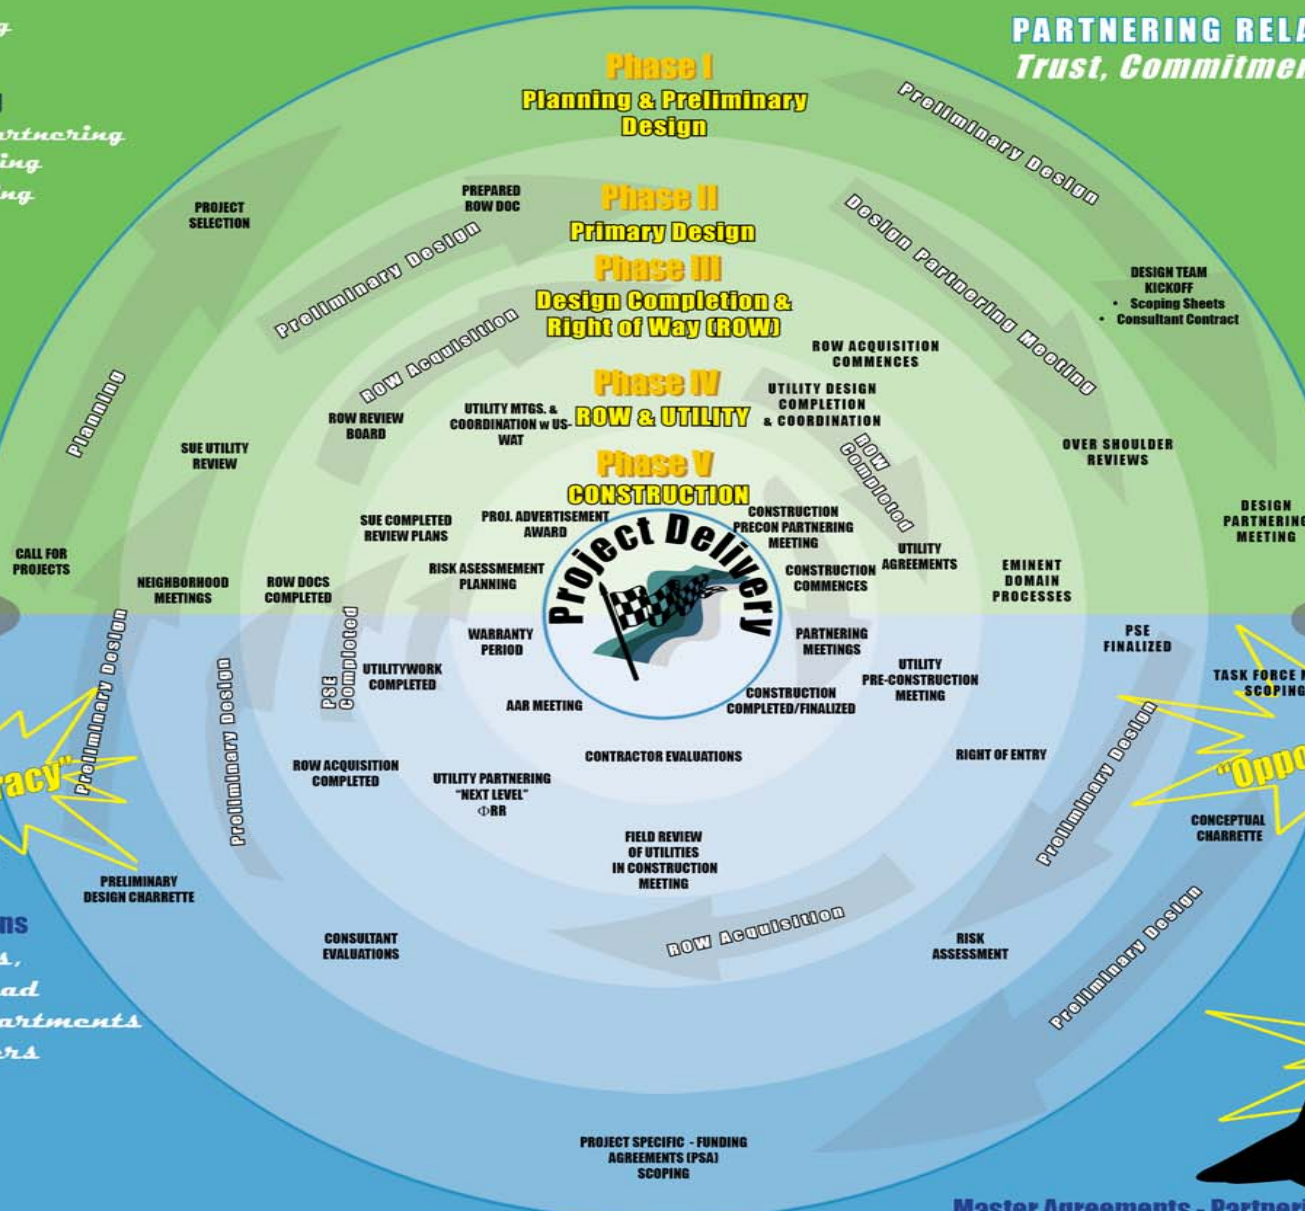 PARTNERING
Trust,
Phase I
Planning & Preliminary
Design
Preliminary Design
PROJECT
SELECTION
PREPARED
ROW DOC
Phase II
Primary Design
Preliminary Design
Design Partnering Meeting
Phase III
Design Completion &
Right of Way (ROW)
ROW Acquisition
DESIGN TEAM
KICKOFF
• Scoping Sheets
• Consultant Contract
ROW ACQUISITION
COMMENCES
Planning
Phase IV
ROW & UTILITY
UTILITY DESIGN
COMPLETION
& COORDINATION
ROW REVIEW
BOARD
UTILITY MTGS. &
COORDINATION w US-
WAT
ROW
Completed
SUE UTILITY
REVIEW
OVER SHOULDER
REVIEWS
Phase V
CONSTRUCTION
SUE COMPLETED
REVIEW PLANS
PROJ. ADVERTISEMENT
AWARD
CONSTRUCTION
PRECON PARTNERING
MEETING
DESIGN
PARTNERING
MEETING
Project Delivery
CALL FOR
PROJECTS
NEIGHBORHOOD
MEETINGS
ROW DOCS
COMPLETED
RISK ASESSMEMENT
PLANNING
CONSTRUCTION
COMMENCES
UTILITY
AGREEMENTS
EMINENT
DOMAIN
PROCESSES
Preliminary Design
Preliminary Design
PSE
Completed
WARRANTY
PERIOD
PARTNERING
MEETINGS
PSE
FINALIZED
UTILITYWORK
COMPLETED
UTILITY
PRE-CONSTRUCTION
MEETING
TASK FORCE
SCOPING
AAR MEETING
CONSTRUCTION
COMPLETED/FINALIZED
Preliminary Design
CONTRACTOR EVALUATIONS
RIGHT OF ENTRY
ROW ACQUISITION
COMPLETED
UTILITY PARTNERING
"NEXT LEVEL"
ΦRR
CONCEPTUAL
CHARRETTE
FIELD REVIEW
OF UTILITIES
IN CONSTRUCTION
MEETING
PRELIMINARY
DESIGN CHARRETTE
ROW Acquisition
Preliminary Design
CONSULTANT
EVALUATIONS
RISK
ASSESSMENT
PROJECT SPECIFIC - FUNDING
AGREEMENTS (PSA)
SCOPING
Master Agreements -